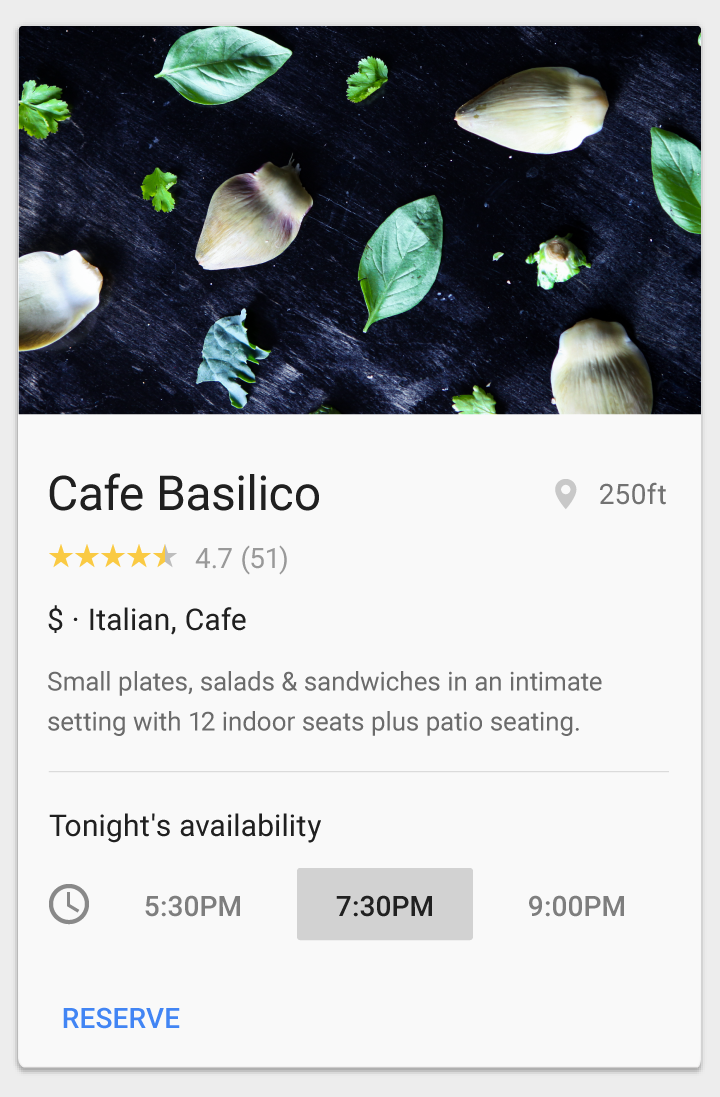 Cafe Basilico
250ft
4.7 (51)
$ · Italian, Cafe
Small plates, salads & sandwiches in an intimate
setting with 12 indoor seats plus patio seating.
Tonight's availability
5:30PM 7:30PM 9:00PM
RESERVE